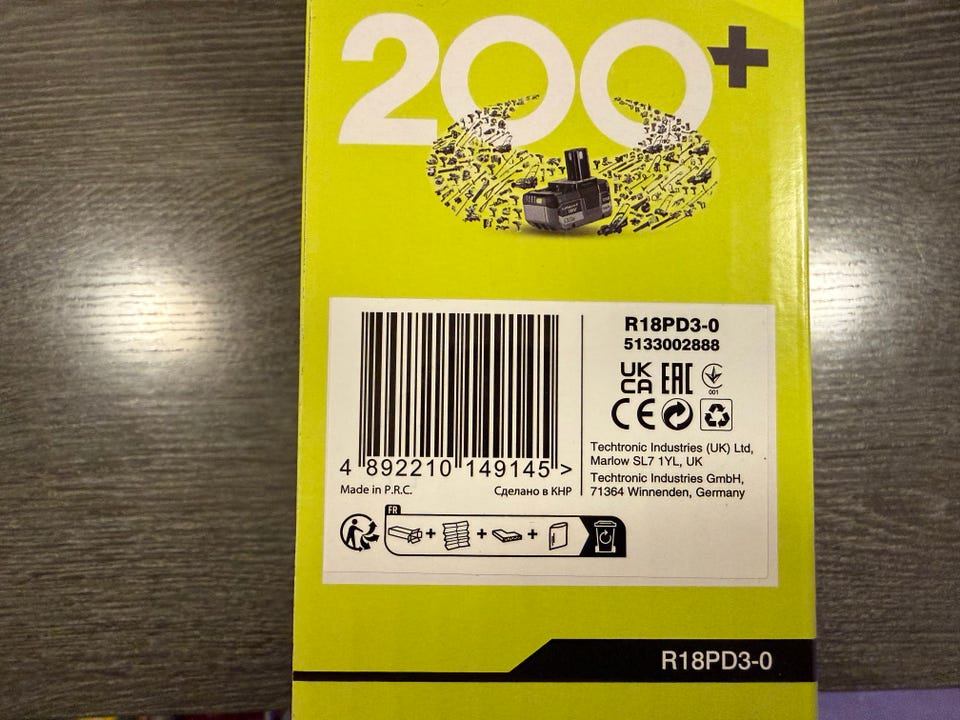 200+
R18PD3-0
5133002888
UK
CA
EAC
001
CE
Techtronic Industries (UK) Ltd,
Marlow SL7 1YL, UK
Techtronic Industries GmbH,
71364 Winnenden, Germany
4 892210 149145 >
Made in P.R.C. Сделано в КНР
FR
+ + +
R18PD3-0